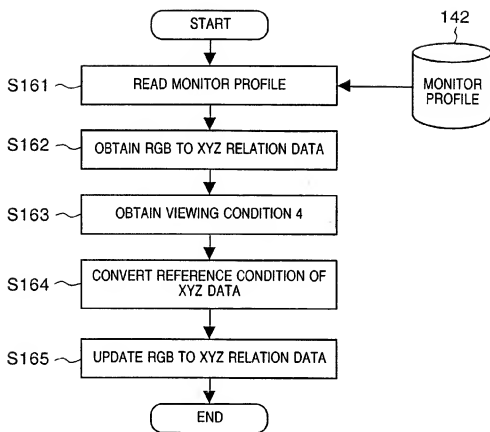 START
142
S161
READ MONITOR PROFILE
MONITOR
PROFILE
S162
OBTAIN RGB TO XYZ RELATION DATA
S163
OBTAIN VIEWING CONDITION 4
S164
CONVERT REFERENCE CONDITION OF
XYZ DATA
S165
UPDATE RGB TO XYZ RELATION DATA
END